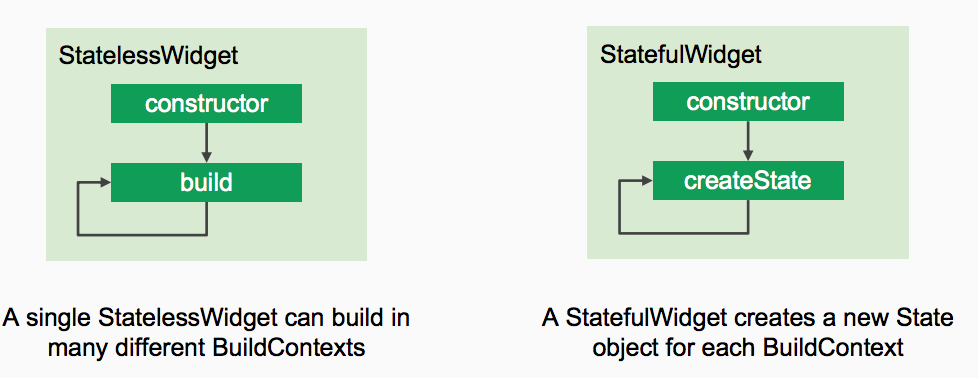 StatelessWidget
constructor
build
A single StatelessWidget can build in
many different BuildContexts
StatefulWidget
constructor
createState
A StatefulWidget creates a new State
object for each BuildContext